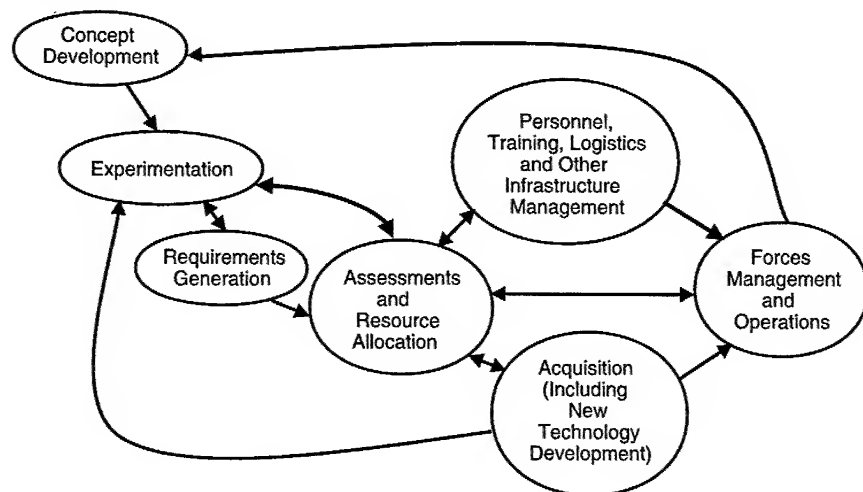 Concept
Development
Experimentation
Requirements
Generation
Assessments
and
Resource
Allocation
Personnel,
Training, Logistics
and Other
Infrastructure
Management
Acquisition
(Including
New
Technology
Development)
Forces
Management
and
Operations